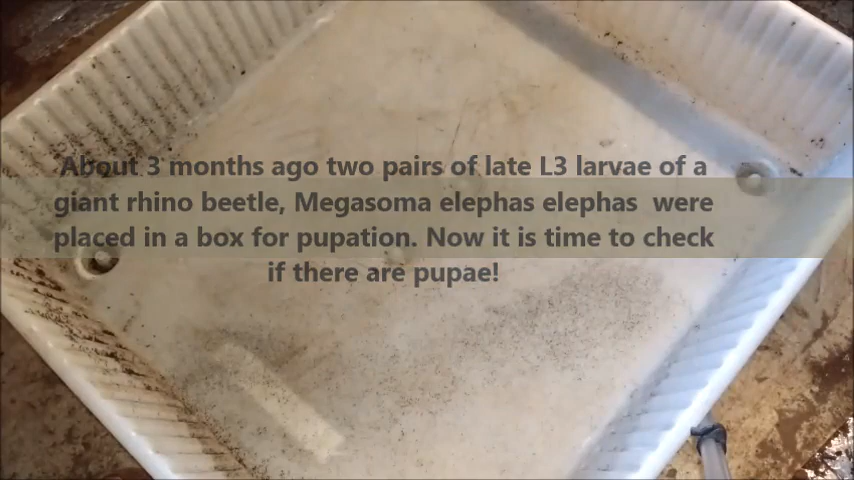 About 3 months ago two pairs of late L3 larvae of a
giant rhino beetle, Megasoma elephas elephas were
placed in a box for pupation. Now it is time to check
if there are pupae!